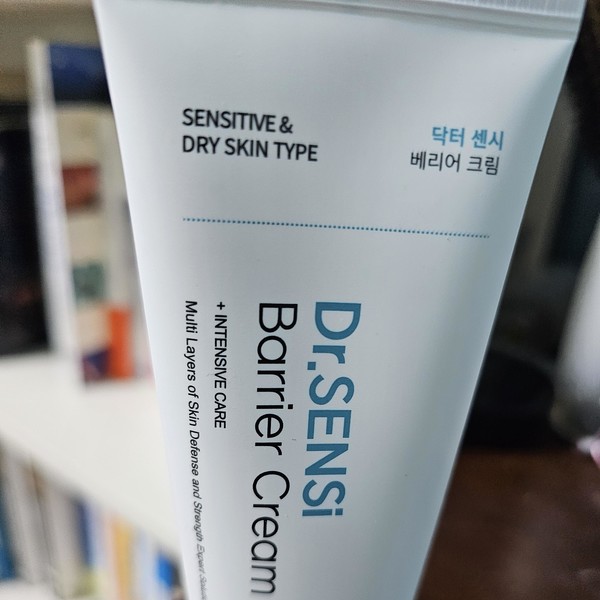 SENSITIVE &
DRY SKIN TYPE
닥터 센시
베리어 크림
Dr.SENSi
Barrier Cream
+ INTENSIVE CARE
Multi Layers of Skin Defense and Strength Expert